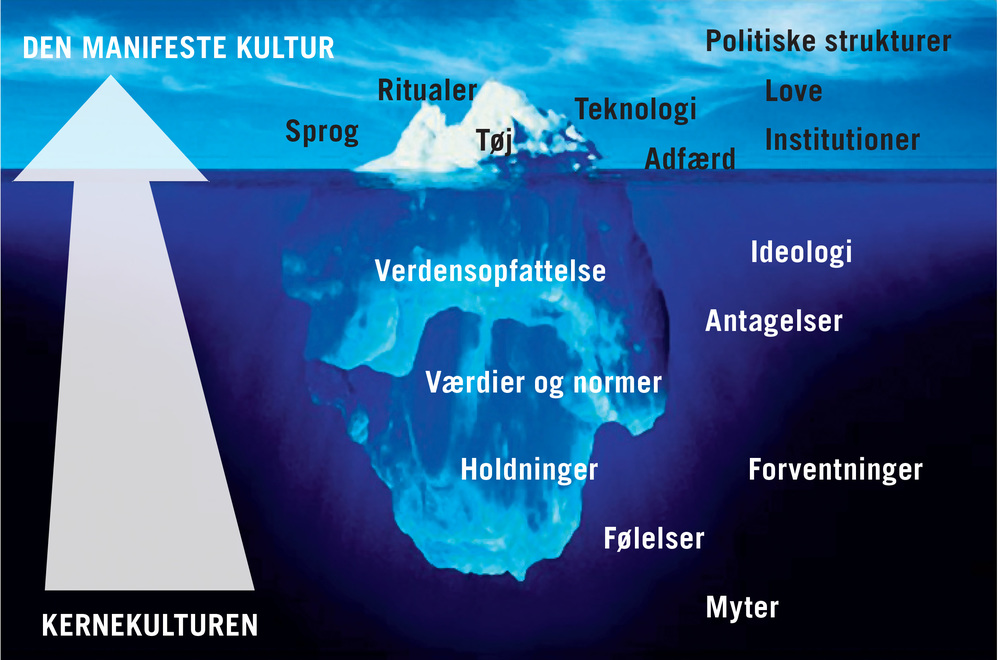 DEN MANIFESTE KULTUR
Politiske strukturer
Ritualer
Love
Teknologi
Sprog
Tøj
Institutioner
Adfærd
Ideologi
Verdensopfattelse
Antagelser
Værdier og normer
Holdninger
Forventninger
Følelser
Myter
KERNEKULTUREN